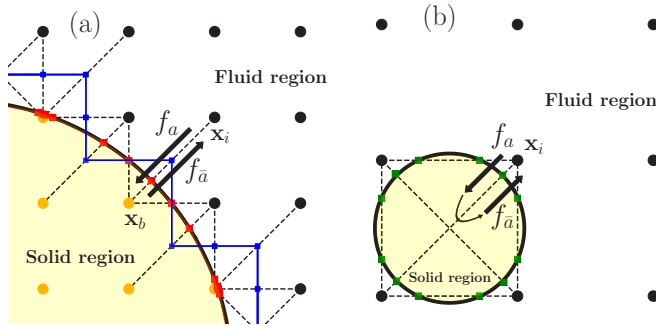 (a)
Fluid region
f_a
x_i
f_ā
x_b
Solid region
(b)
Fluid region
f_a
x_i
f_ā
Solid region